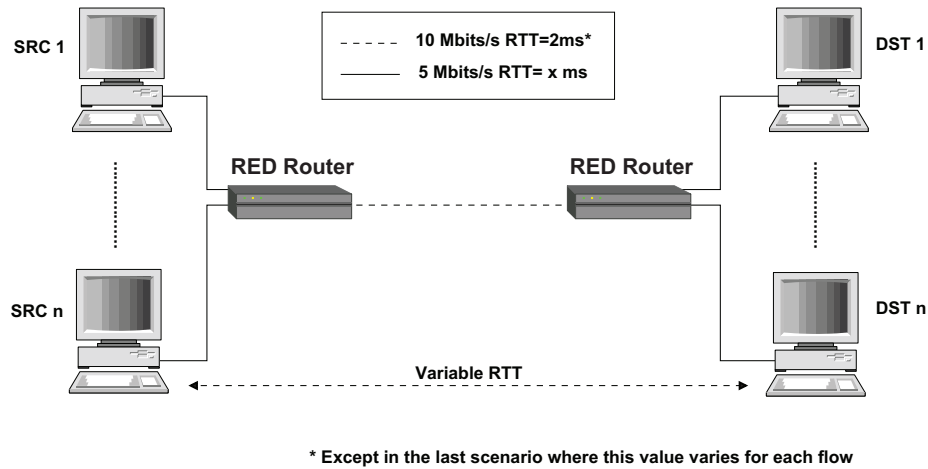 SRC 1
10 Mbits/s RTT=2ms*
5 Mbits/s RTT= x ms
DST 1
RED Router
RED Router
SRC n
DST n
Variable RTT
* Except in the last scenario where this value varies for each flow